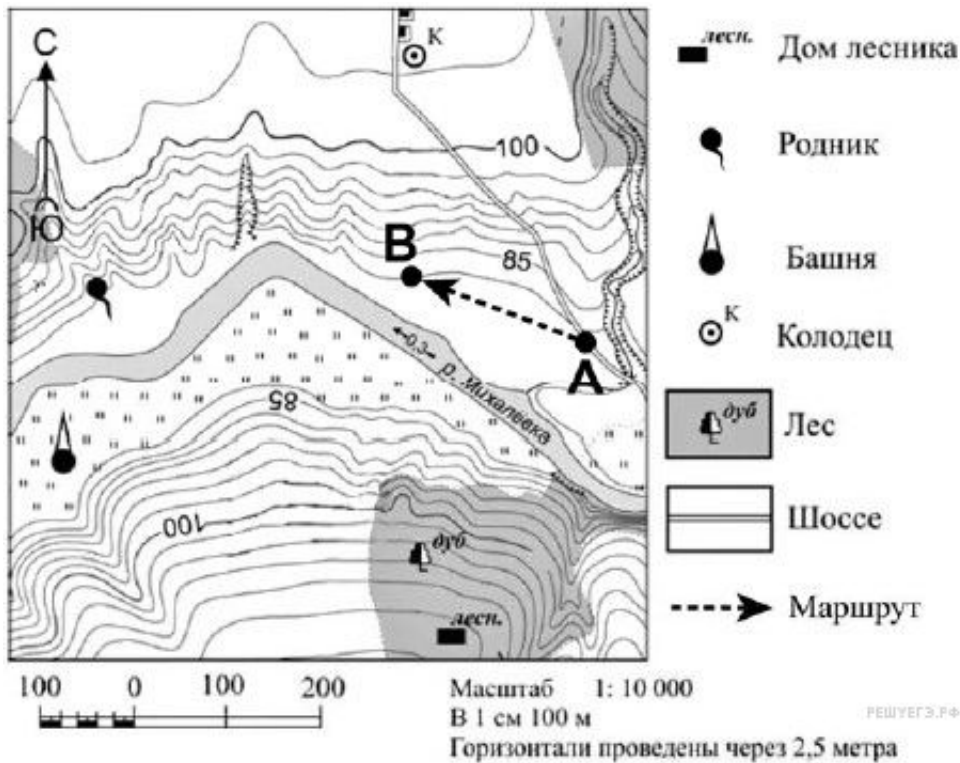 С
К
лесн.
Дом лесника
100
Родник
Ю
В
85
Башня
К
Колодец
0,3
А
р. Михалевка
85
дуб
Лес
100
Шоссе
дуб
Маршрут
лесн.
100 0 100 200
Масштаб 1: 10 000
В 1 см 100 м
РЕШУЕГЭ.РФ
Горизонтали проведены через 2,5 метра